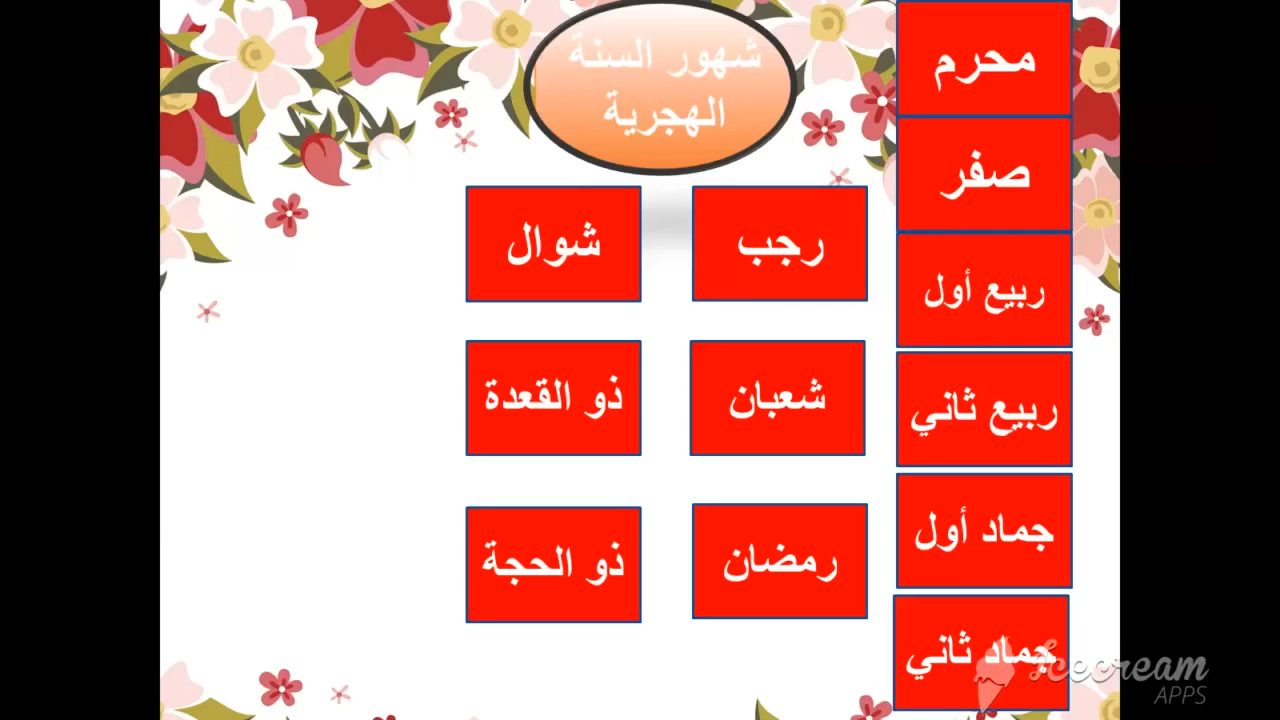 شهور السنة
الهجرية
محرم
صفر
ربيع أول
ربيع ثاني
جماد أول
جماد ثاني
رجب
شعبان
رمضان
شوال
ذو القعدة
ذو الحجة
Icecream
APPS